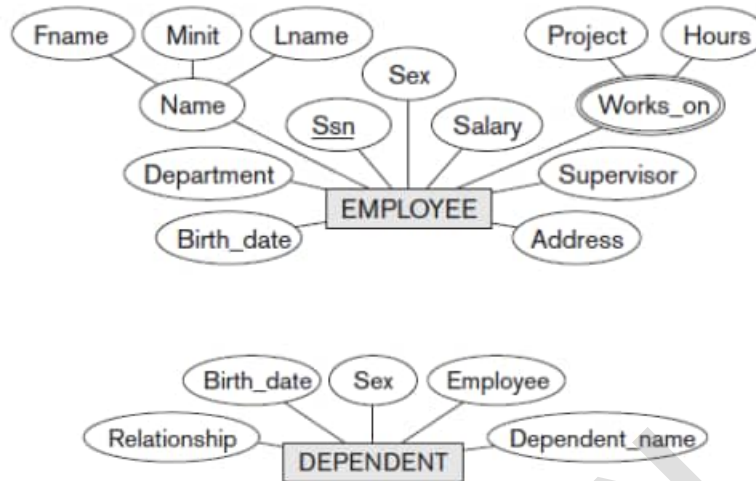 Fname Minit Lname Project Hours
Sex
Name Works_on
Ssn Salary
Department Supervisor
EMPLOYEE
Birth_date Address
Birth_date Sex Employee
Relationship Dependent_name
DEPENDENT